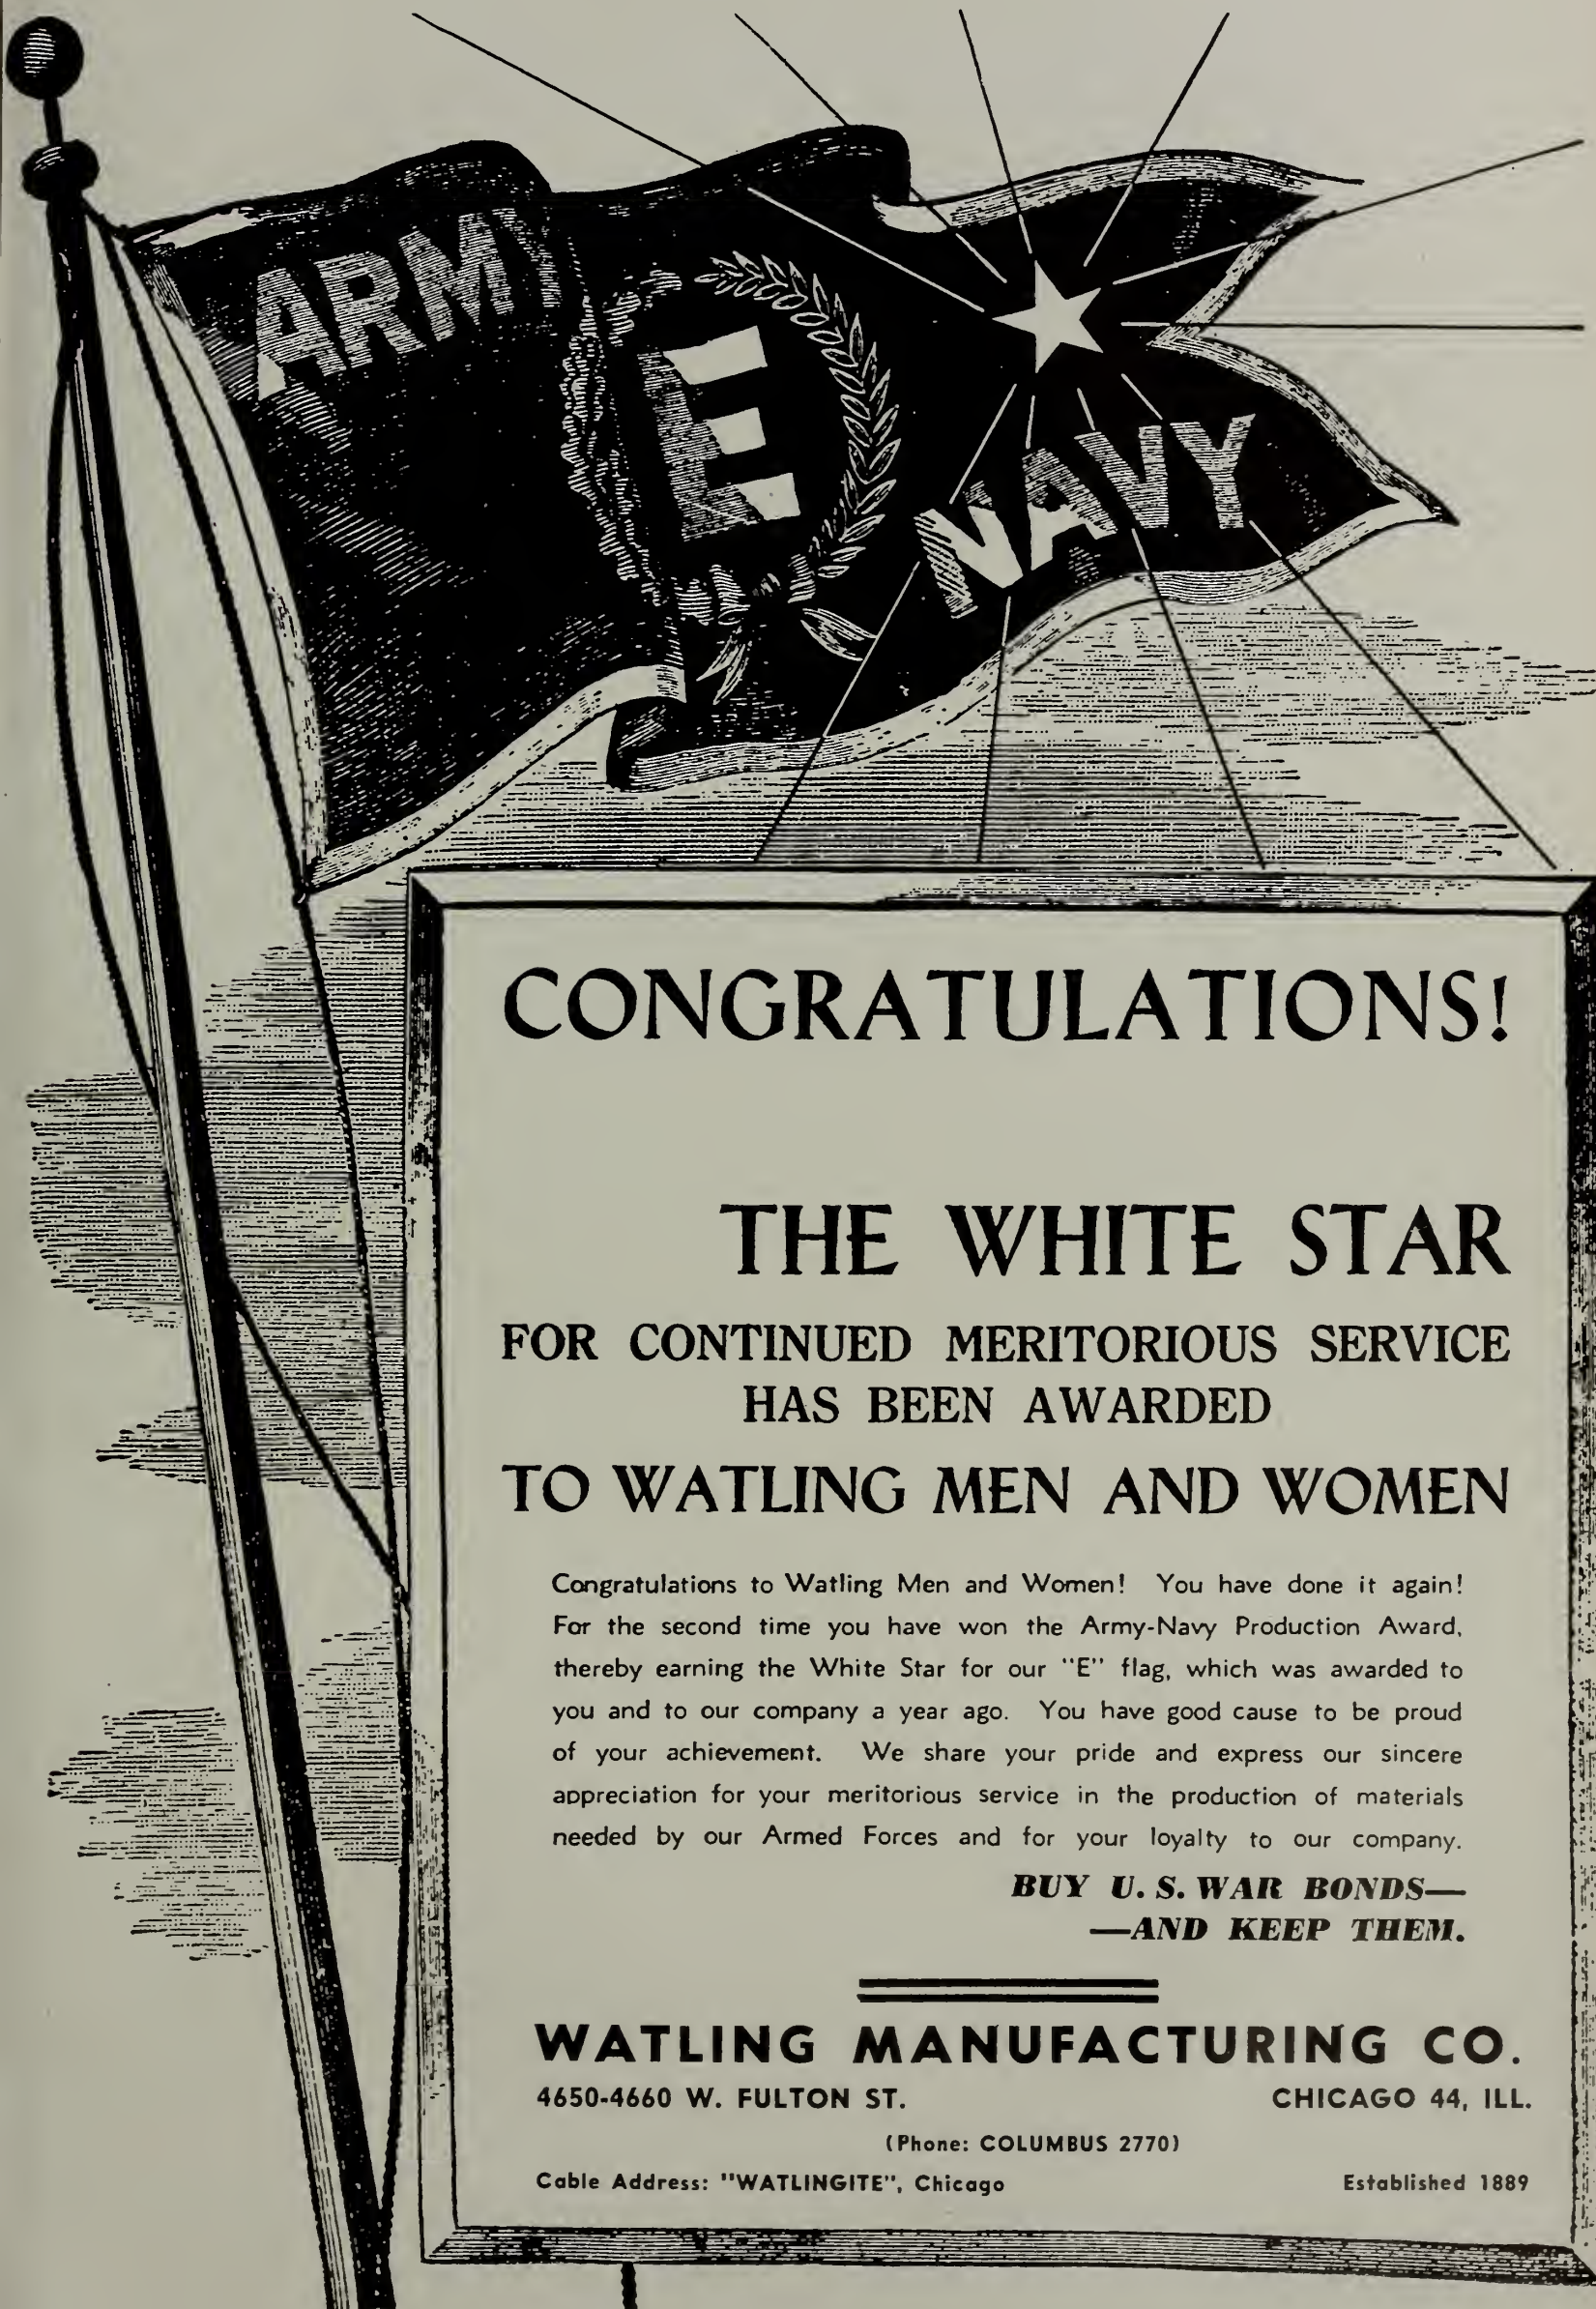 ARMY
E
NAVY
CONGRATULATIONS!
THE WHITE STAR
FOR CONTINUED MERITORIOUS SERVICE
HAS BEEN AWARDED
TO WATLING MEN AND WOMEN
Congratulations to Watling Men and Women! You have done it again!
For the second time you have won the Army-Navy Production Award,
thereby earning the White Star for our "E" flag, which was awarded to
you and to our company a year ago. You have good cause to be proud
of your achievement. We share your pride and express our sincere
appreciation for your meritorious service in the production of materials
needed by our Armed Forces and for your loyalty to our company.
BUY U. S. WAR BONDS—
—AND KEEP THEM.
WATLING MANUFACTURING CO.
4650-4660 W. FULTON ST. CHICAGO 44, ILL.
(Phone: COLUMBUS 2770)
Cable Address: "WATLINGITE", Chicago Established 1889